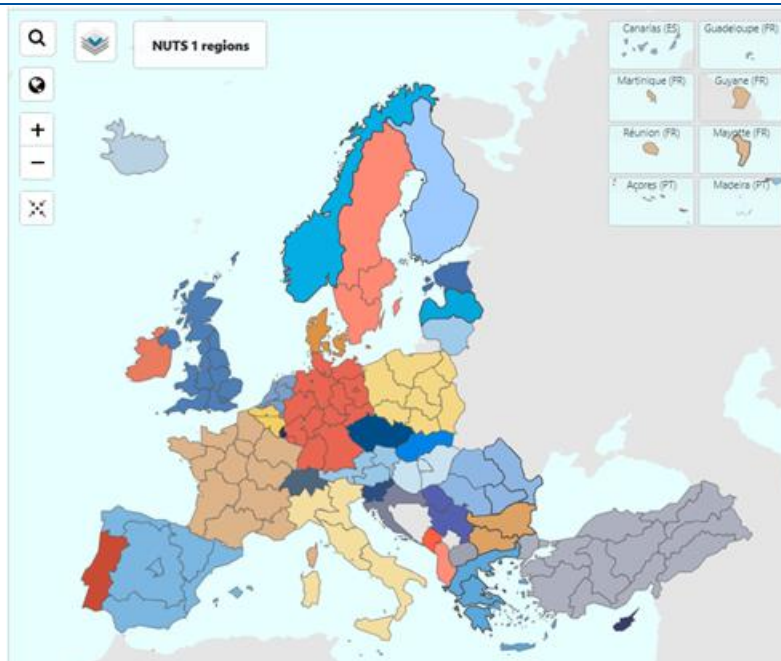 NUTS 1 regions
+
−
Canarias (ES)
Guadeloupe (FR)
Martinique (FR)
Guyane (FR)
Réunion (FR)
Mayotte (FR)
Açores (PT)
Madeira (PT)